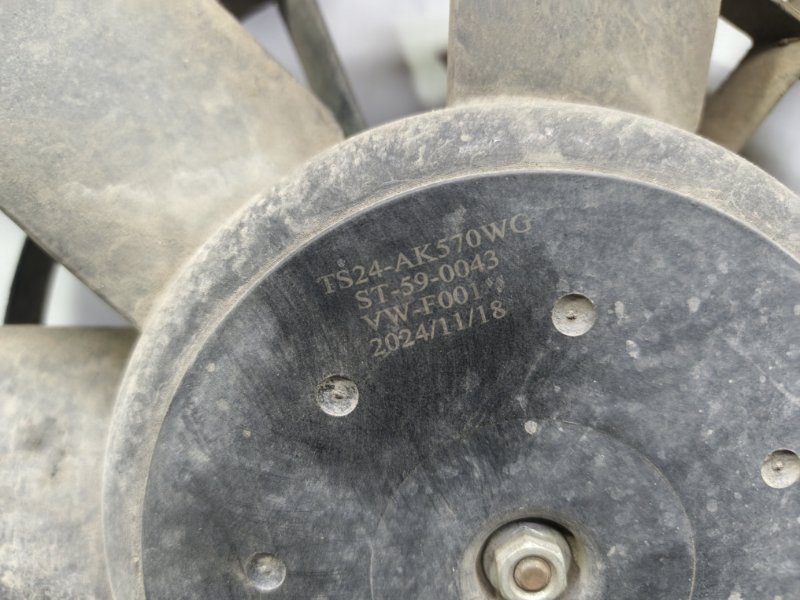 TS24-AK570WG
ST-59-0043
VW-F001
2024/11/18